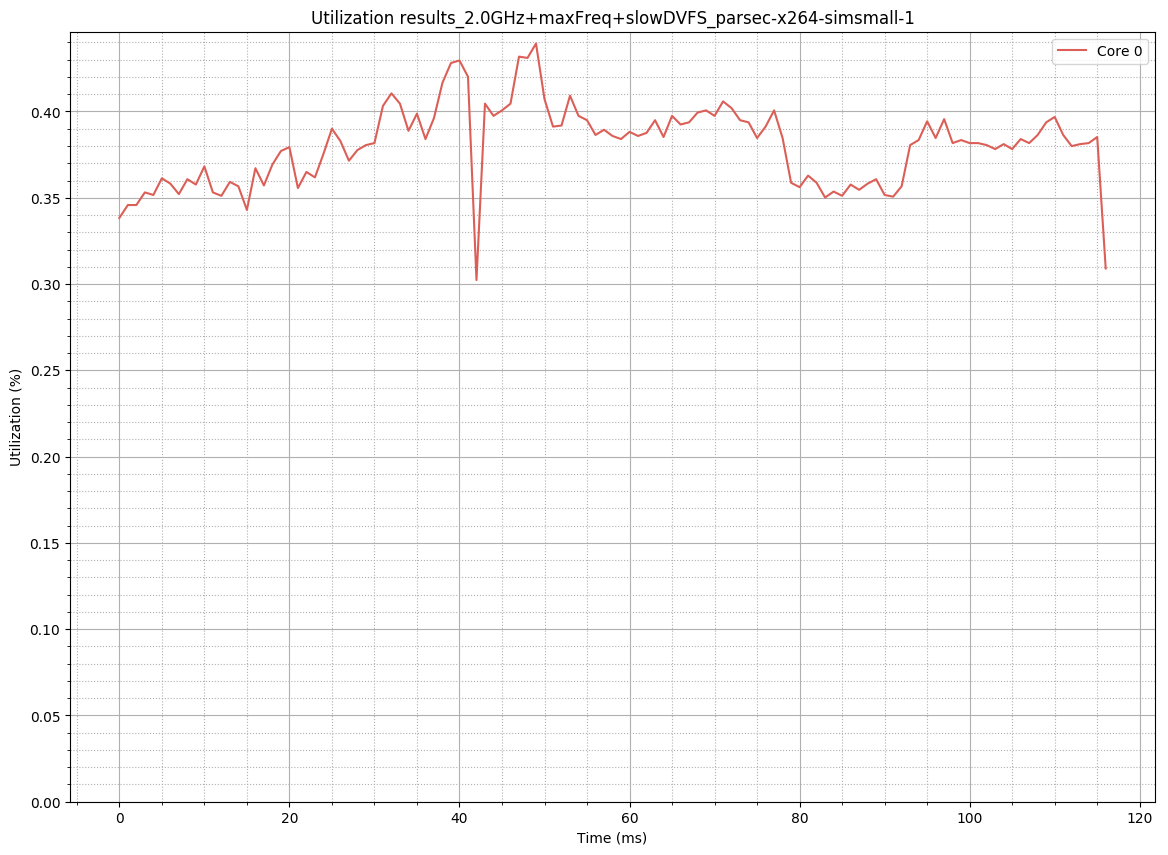 Utilization results_2.0GHz+maxFreq+slowDVFS_parsec-x264-simsmall-1
Core 0
Utilization (%)
0.40
0.35
0.30
0.25
0.20
0.15
0.10
0.05
0.00
0 20 40 60 80 100 120
Time (ms)